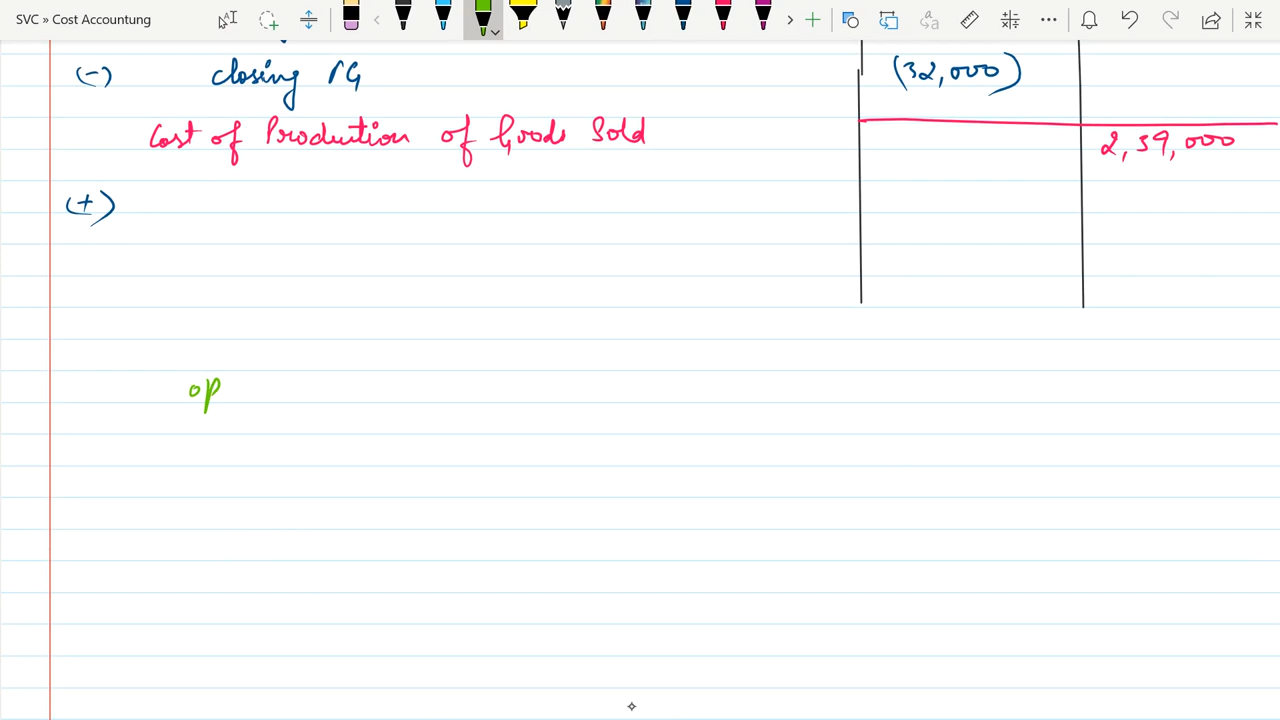 SVC » Cost Accountung
(-) closing FG (32,000)
Cost of Production of Goods Sold 2,39,000
(+)
op